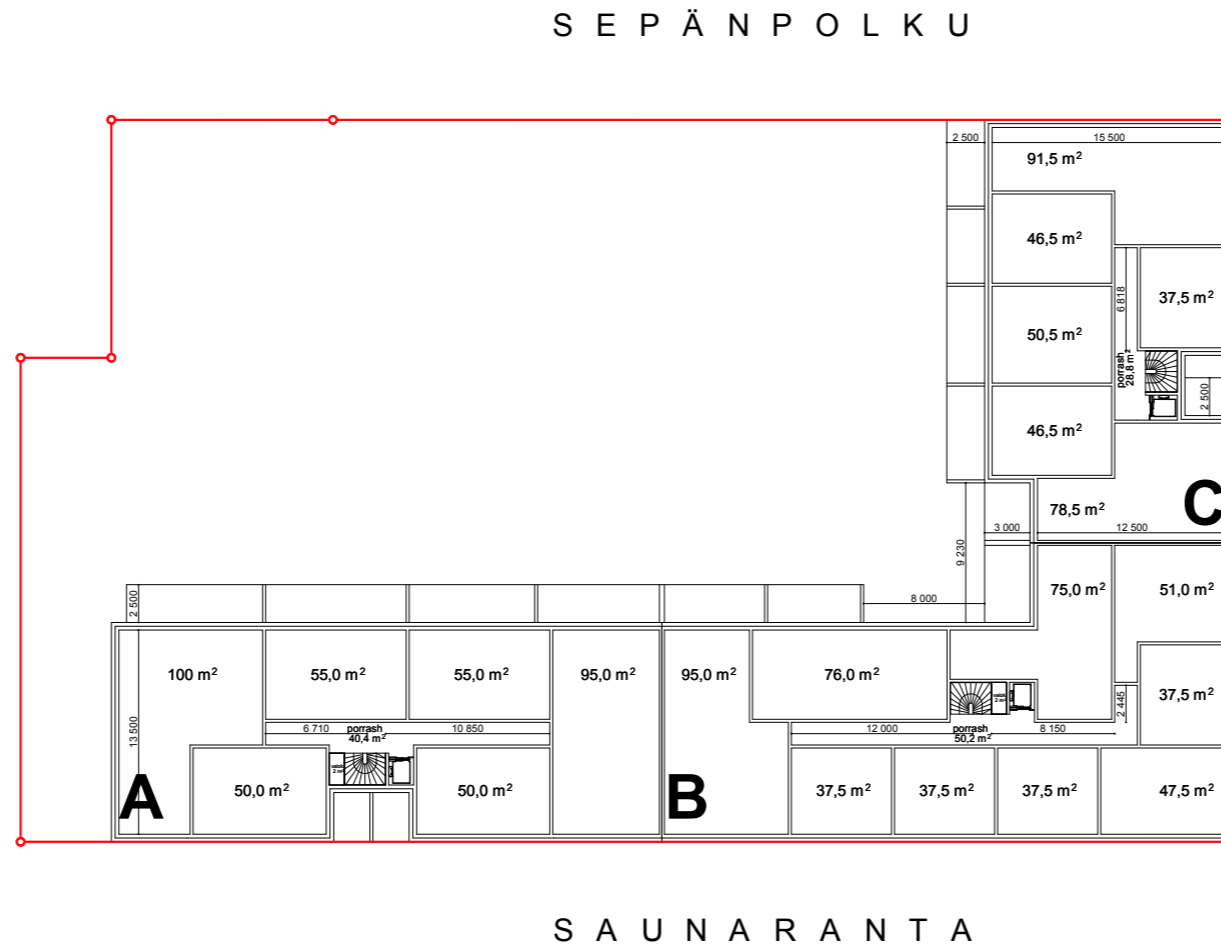 SEPÄNPOLKU
2 500
15 500
91,5 m²
46,5 m²
6 818
37,5 m²
50,5 m²
porrash
28,8 m²
2 500
46,5 m²
78,5 m²
C
3 000
12 500
9 230
2 500
8 000
75,0 m²
51,0 m²
100 m²
55,0 m²
55,0 m²
95,0 m²
95,0 m²
76,0 m²
37,5 m²
2 445
13 500
6 710
porrash
40,4 m²
10 850
12 000
porrash
50,2 m²
8 150
A
50,0 m²
50,0 m²
B
37,5 m²
37,5 m²
37,5 m²
47,5 m²
SAUNARANTA